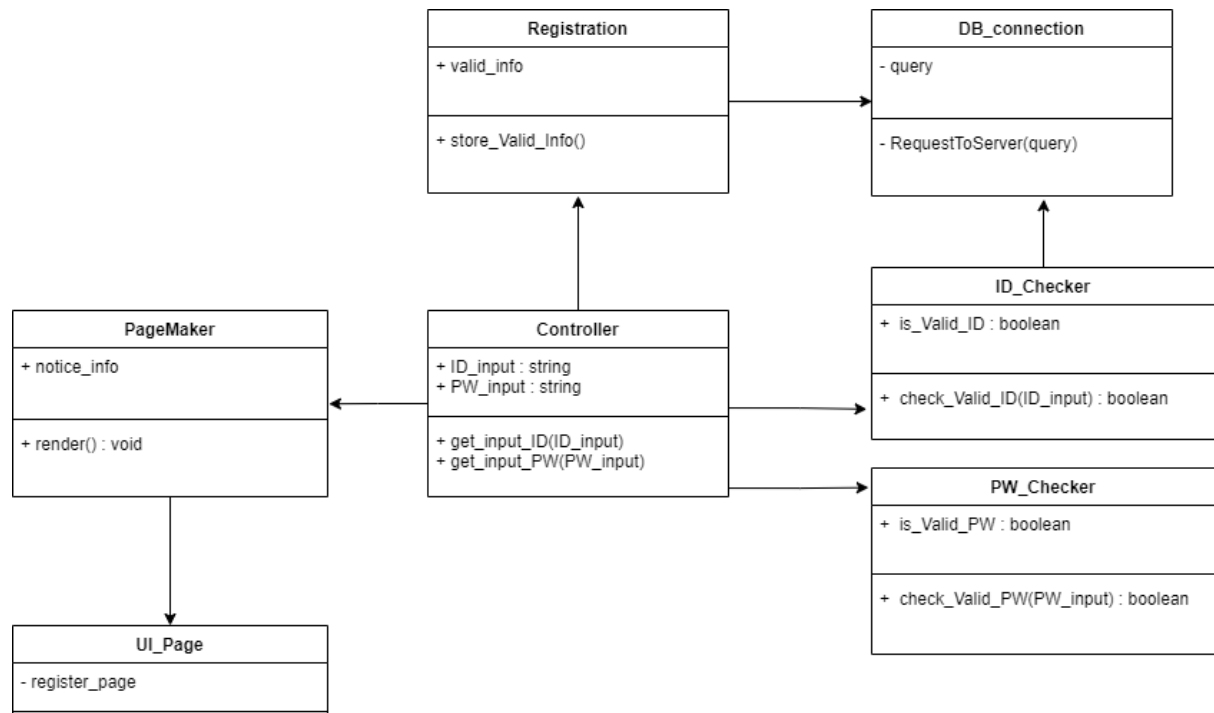 Registration
+ valid_info
+ store_Valid_Info()
DB_connection
- query
- RequestToServer(query)
ID_Checker
+ is_Valid_ID : boolean
+ check_Valid_ID(ID_input) : boolean
PageMaker
+ notice_info
+ render() : void
Controller
+ ID_input : string
+ PW_input : string
+ get_input_ID(ID_input)
+ get_input_PW(PW_input)
PW_Checker
+ is_Valid_PW : boolean
+ check_Valid_PW(PW_input) : boolean
UI_Page
- register_page